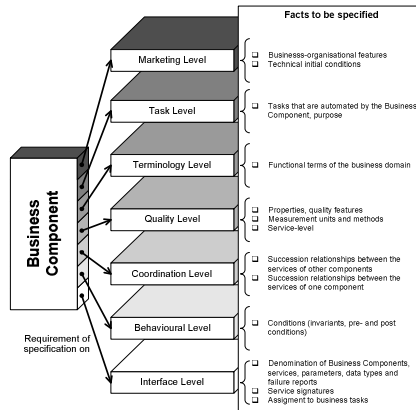 Facts to be specified
Marketing Level
❑ Businesss-organisational features
❑ Technical initial conditions
Task Level
❑ Tasks that are automated by the Business
Component, purpose
Terminology Level
❑ Functional terms of the business domain
Quality Level
❑ Properties, quality features
❑ Measurement units and methods
❑ Service-level
Coordination Level
❑ Succession relationships between the
services of other components
❑ Succession relationships between the
services of one component
Behavioural Level
❑ Conditions (invariants, pre- and post
conditions)
Interface Level
❑ Denomination of Business Components,
services, parameters, data types and
failure reports
❑ Service signatures
❑ Assigment to business tasks
Business
Component
Requirement of
specification on